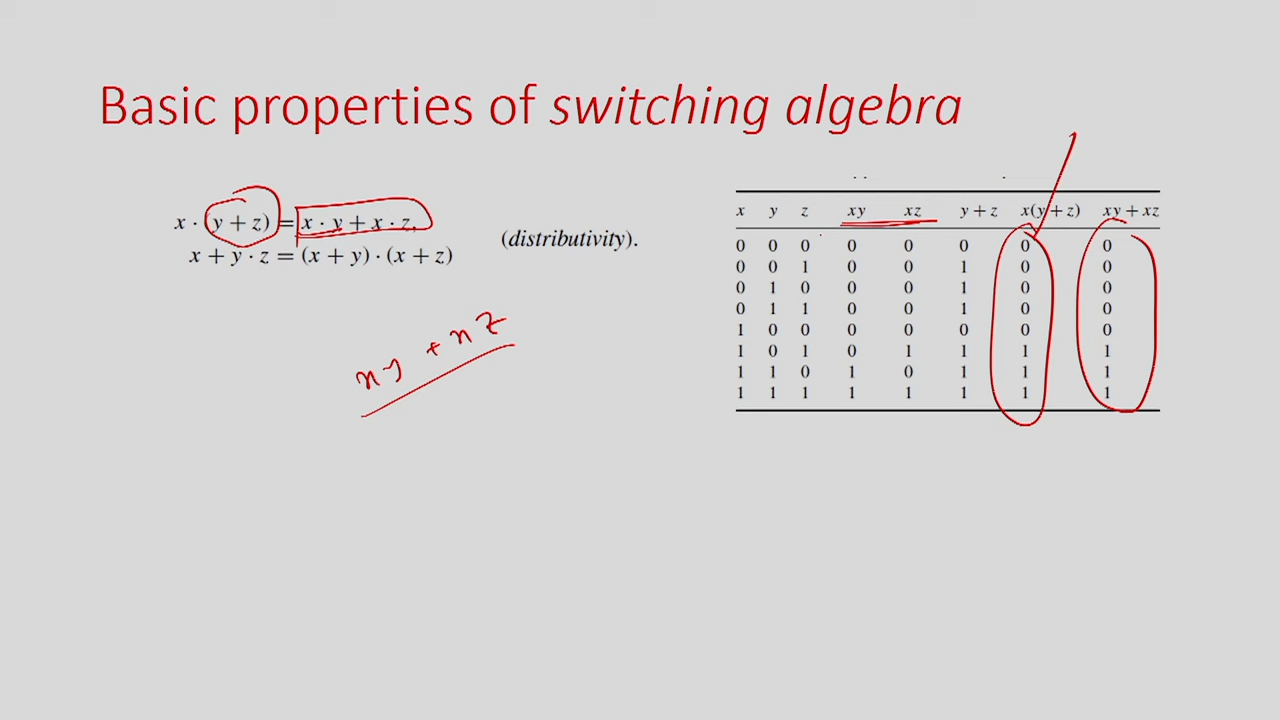 Basic properties of switching algebra
x · (y + z) = x · y + x · z,
x + y · z = (x + y) · (x + z)
(distributivity).
xy + xz
x y z xy xz y + z x(y + z) xy + xz
0 0 0 0 0 0 0 0
0 0 1 0 0 1 0 0
0 1 0 0 0 1 0 0
0 1 1 0 0 1 0 0
1 0 0 0 0 0 0 0
1 0 1 0 1 1 1 1
1 1 0 1 0 1 1 1
1 1 1 1 1 1 1 1